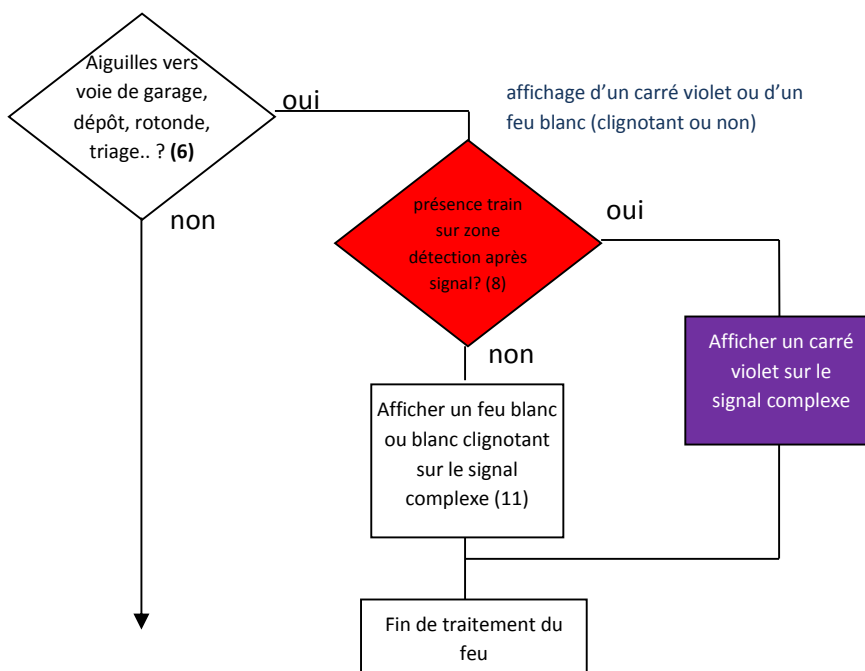 Aiguilles vers
voie de garage,
dépôt, rotonde,
triage.. ? (6)
oui
affichage d’un carré violet ou d’un
feu blanc (clignotant ou non)
non
présence train
sur zone
détection après
signal? (8)
oui
non
Afficher un carré
violet sur le
signal complexe
Afficher un feu blanc
ou blanc clignotant
sur le signal
complexe (11)
Fin de traitement du
feu